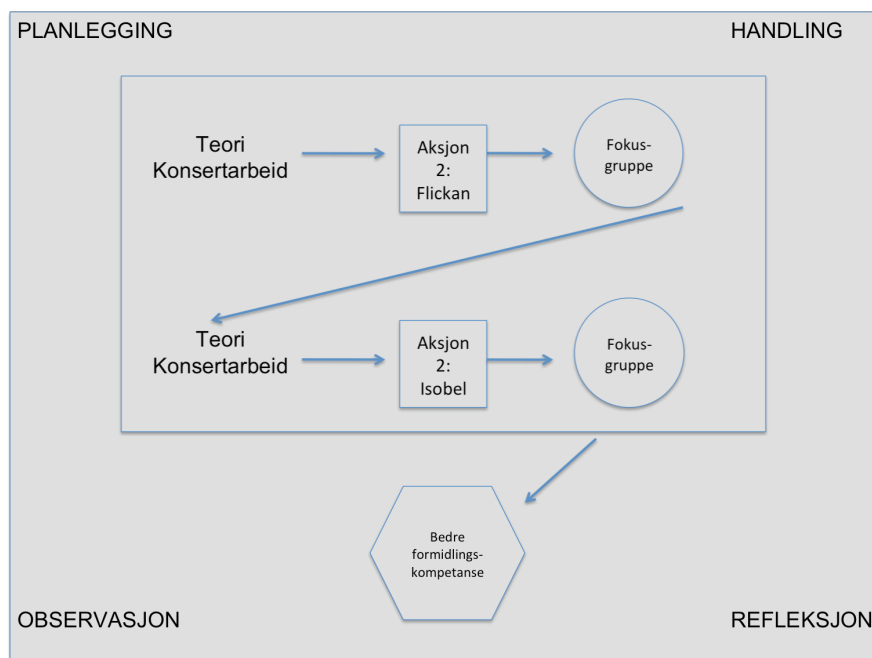 PLANLEGGING
HANDLING
Teori
Konsertarbeid
Aksjon
2:
Flickan
Fokus-
gruppe
Teori
Konsertarbeid
Aksjon
2:
Isobel
Fokus-
gruppe
Bedre
formidlings-
kompetanse
OBSERVASJON
REFLEKSJON